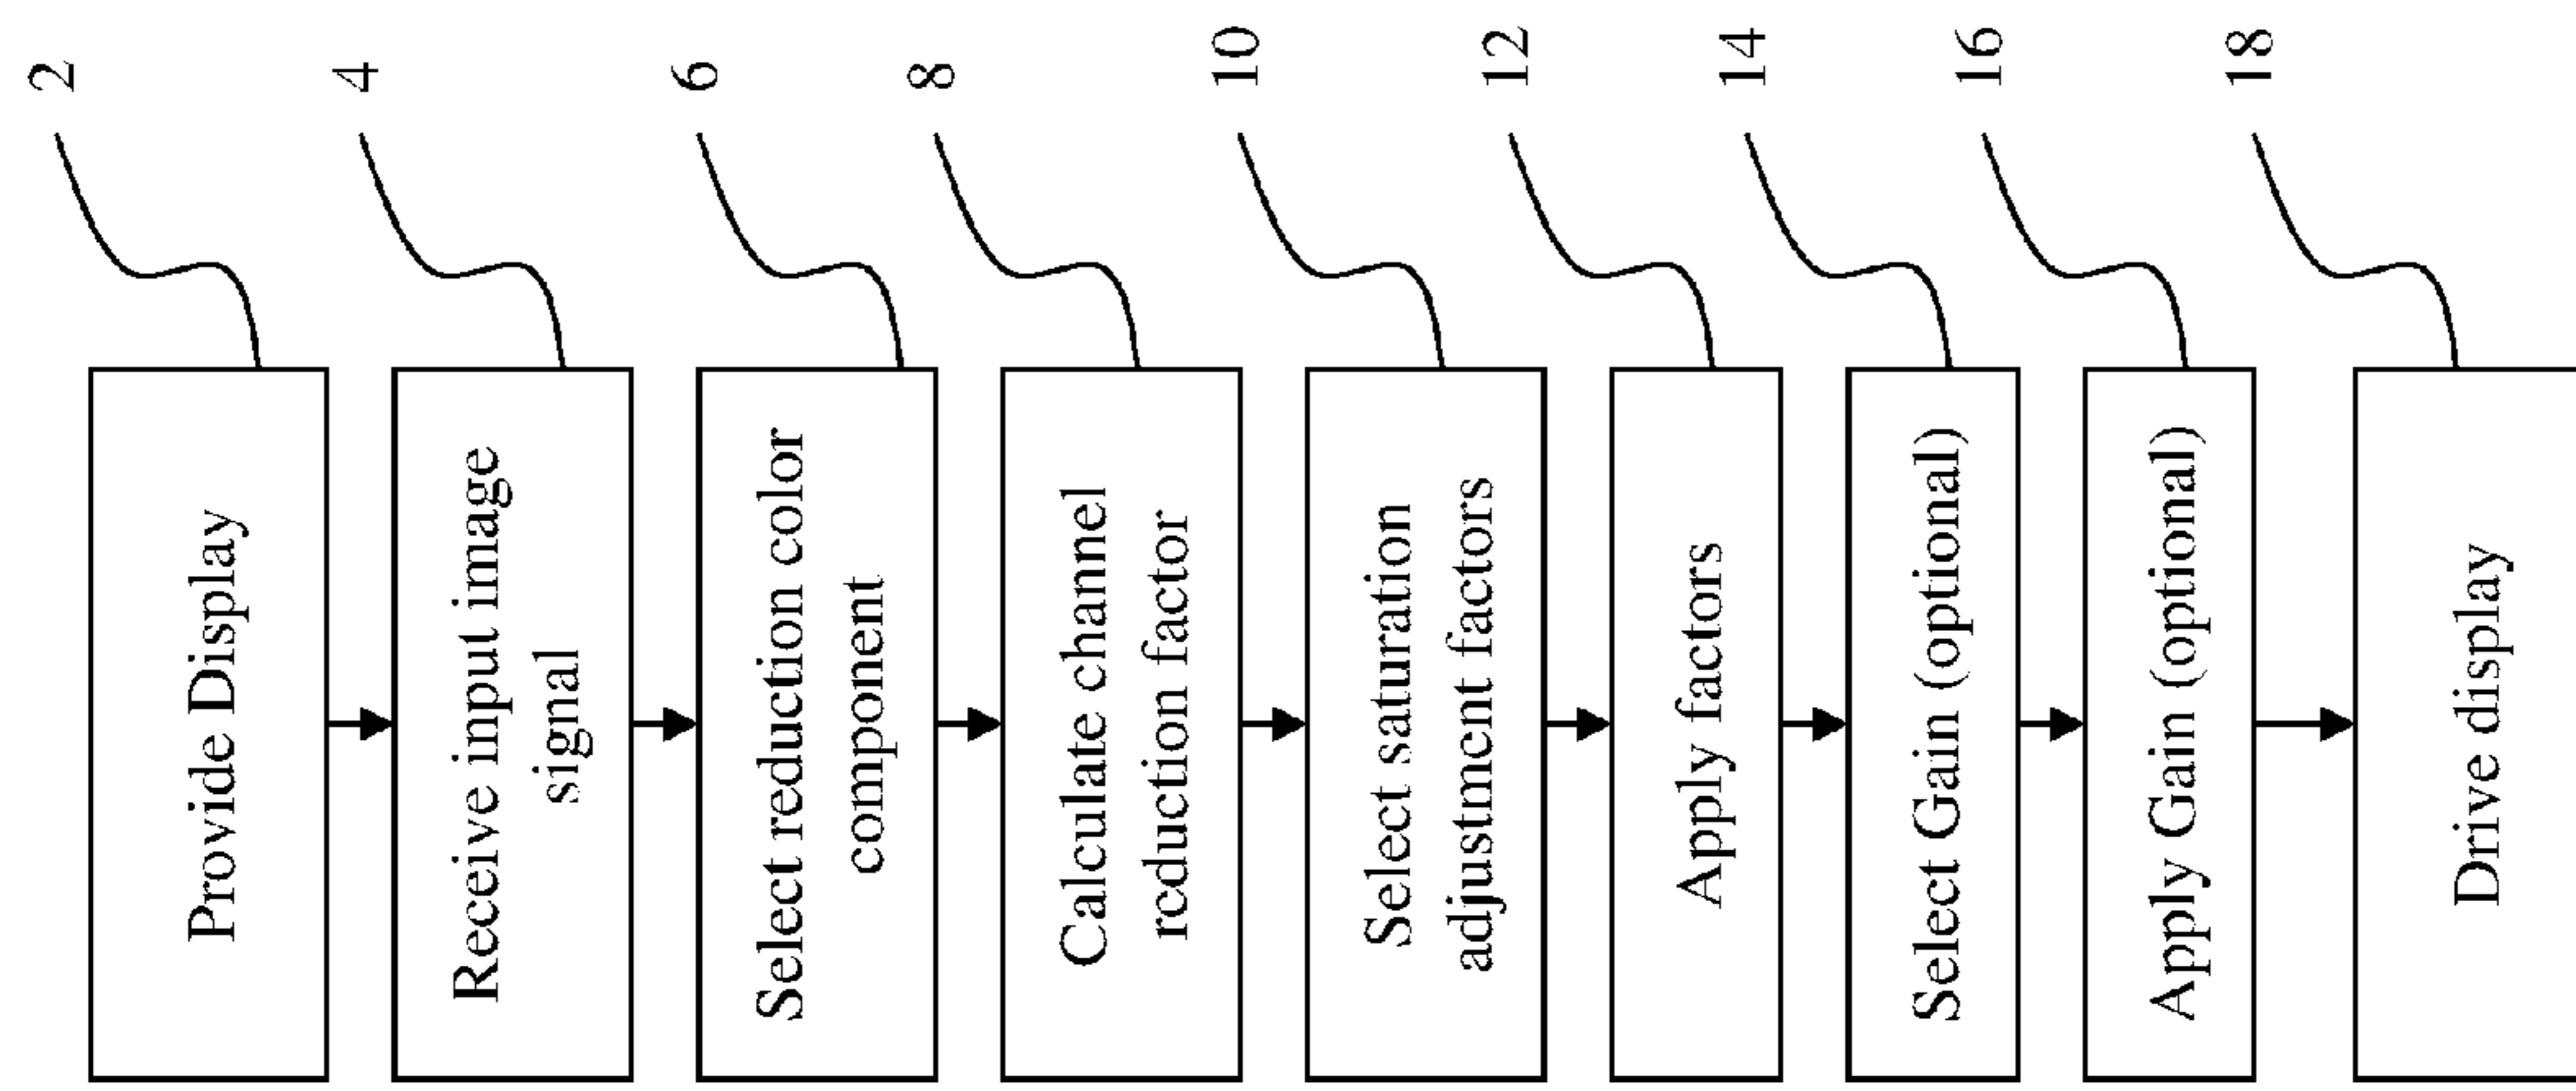 Provide Display
2
Receive input image
signal
4
Select reduction color
component
6
Calculate channel
reduction factor
8
Select saturation
adjustment factors
10
Apply factors
12
Select Gain (optional)
14
Apply Gain (optional)
16
Drive display
18